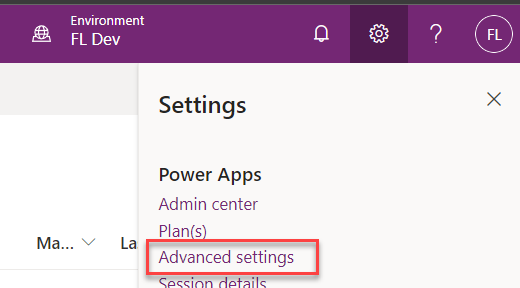 Environment
FL Dev
?
FL
Settings
Power Apps
Admin center
Plan(s)
Ma... La
Advanced settings
Session details